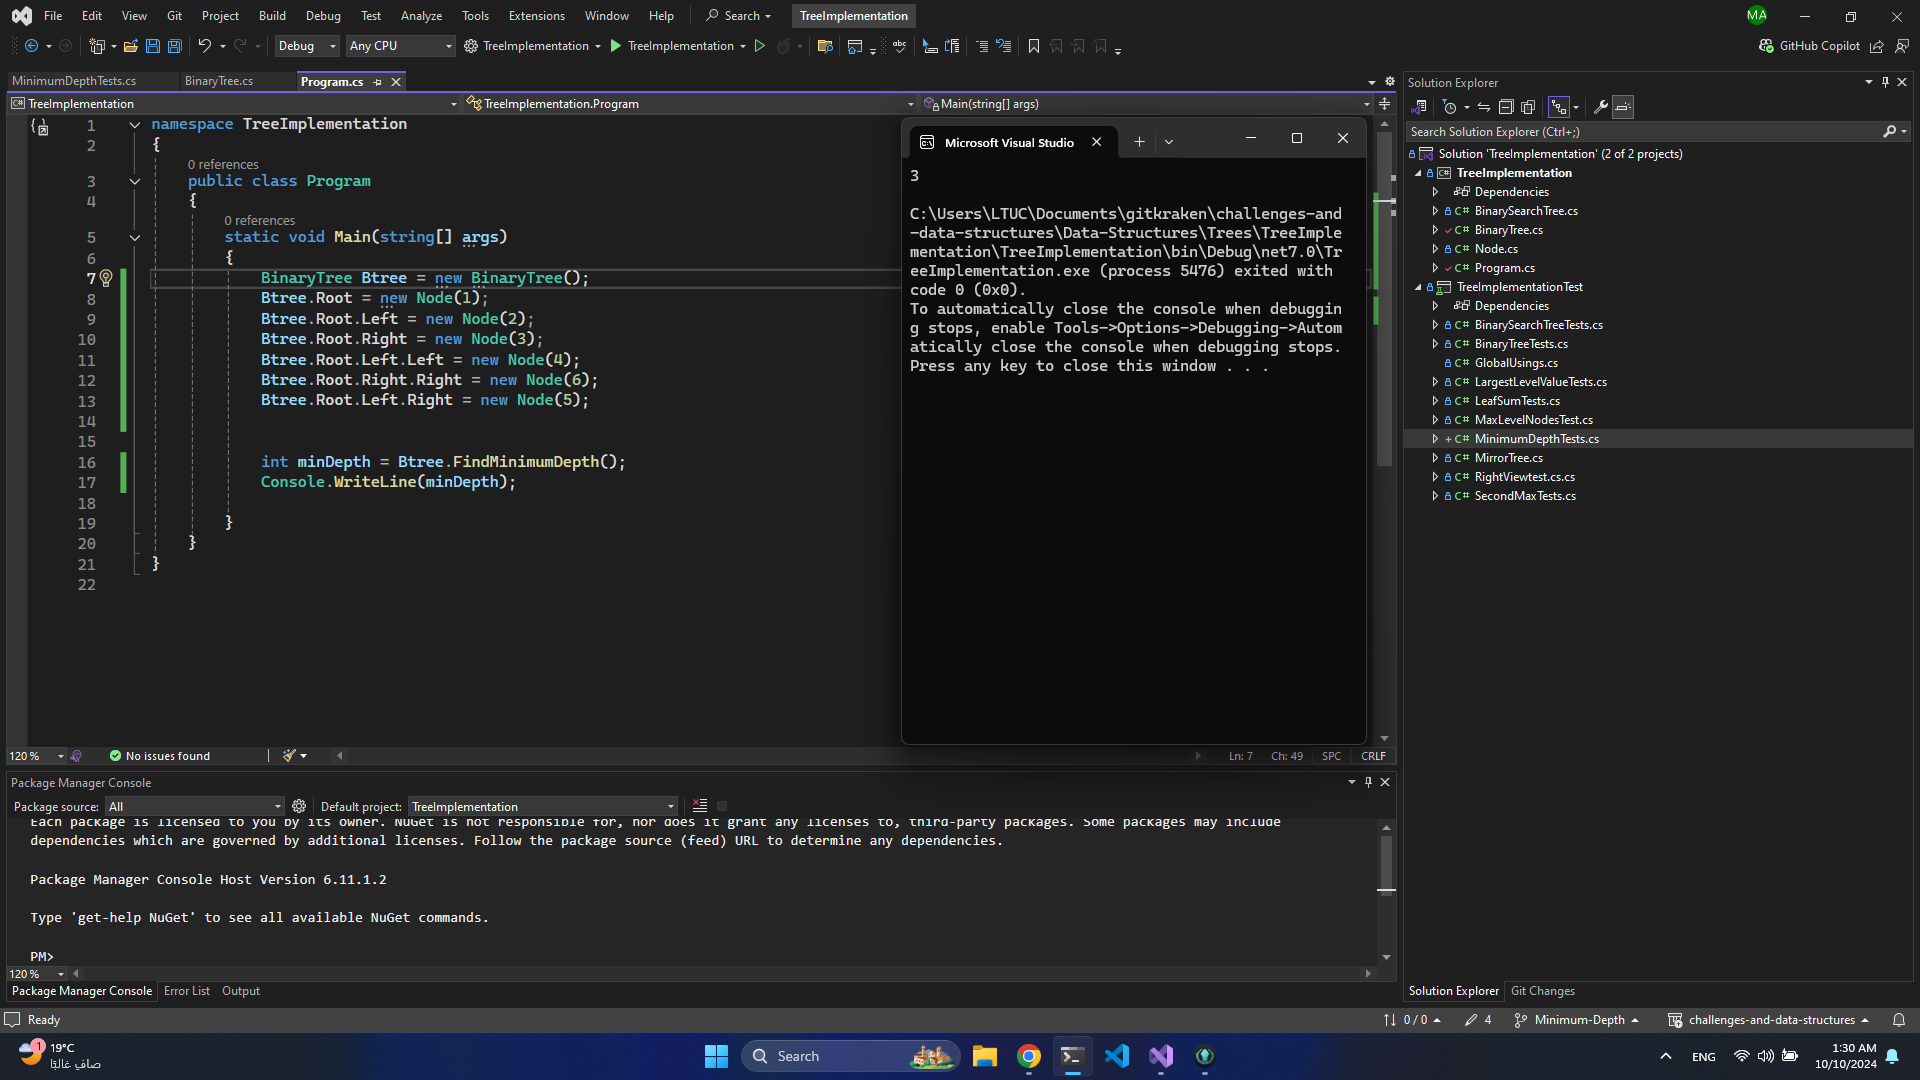 File Edit View Git Project Build Debug Test Analyze Tools Extensions Window Help Search TreeImplementation MA
Debug Any CPU TreeImplementation TreeImplementation GitHub Copilot
MinimumDepthTests.cs BinaryTree.cs Program.cs
TreeImplementation TreeImplementation.Program Main(string[] args)
1 namespace TreeImplementation
2 {
0 references
3 public class Program
4 {
0 references
5 static void Main(string[] args)
6 {
7 BinaryTree Btree = new BinaryTree();
8 Btree.Root = new Node(1);
9 Btree.Root.Left = new Node(2);
10 Btree.Root.Right = new Node(3);
11 Btree.Root.Left.Left = new Node(4);
12 Btree.Root.Right.Right = new Node(6);
13 Btree.Root.Left.Right = new Node(5);
14
15
16 int minDepth = Btree.FindMinimumDepth();
17 Console.WriteLine(minDepth);
18
19 }
20 }
21 }
22
Microsoft Visual Studio
3
C:\Users\LTUC\Documents\gitkraken\challenges-and
-data-structures\Data-Structures\Trees\TreeImple
mentation\TreeImplementation\bin\Debug\net7.0\Tr
eeImplementation.exe (process 5476) exited with
code 0 (0x0).
To automatically close the console when debuggin
g stops, enable Tools->Options->Debugging->Autom
atically close the console when debugging stops.
Press any key to close this window . . .
120 % No issues found Ln: 7 Ch: 49 SPC CRLF
Package Manager Console
Package source: All Default project: TreeImplementation
Each package is licensed to you by its owner. NuGet is not responsible for, nor does it grant any licenses to, third-party packages. Some packages may include
dependencies which are governed by additional licenses. Follow the package source (feed) URL to determine any dependencies.
Package Manager Console Host Version 6.11.1.2
Type 'get-help NuGet' to see all available NuGet commands.
PM>
120 %
Package Manager Console Error List Output
Solution Explorer
Search Solution Explorer (Ctrl+;)
Solution 'TreeImplementation' (2 of 2 projects)
TreeImplementation
Dependencies
C# BinarySearchTree.cs
C# BinaryTree.cs
C# Node.cs
C# Program.cs
TreeImplementationTest
Dependencies
C# BinarySearchTreeTests.cs
C# BinaryTreeTests.cs
C# GlobalUsings.cs
C# LargestLevelValueTests.cs
C# LeafSumTests.cs
C# MaxLevelNodesTest.cs
C# MinimumDepthTests.cs
C# MirrorTree.cs
C# RightViewtest.cs.cs
C# SecondMaxTests.cs
Solution Explorer Git Changes
Ready 0 / 0 4 Minimum-Depth challenges-and-data-structures
1 19°C
صافٍ غالبًا
Search
ENG 1:30 AM
10/10/2024